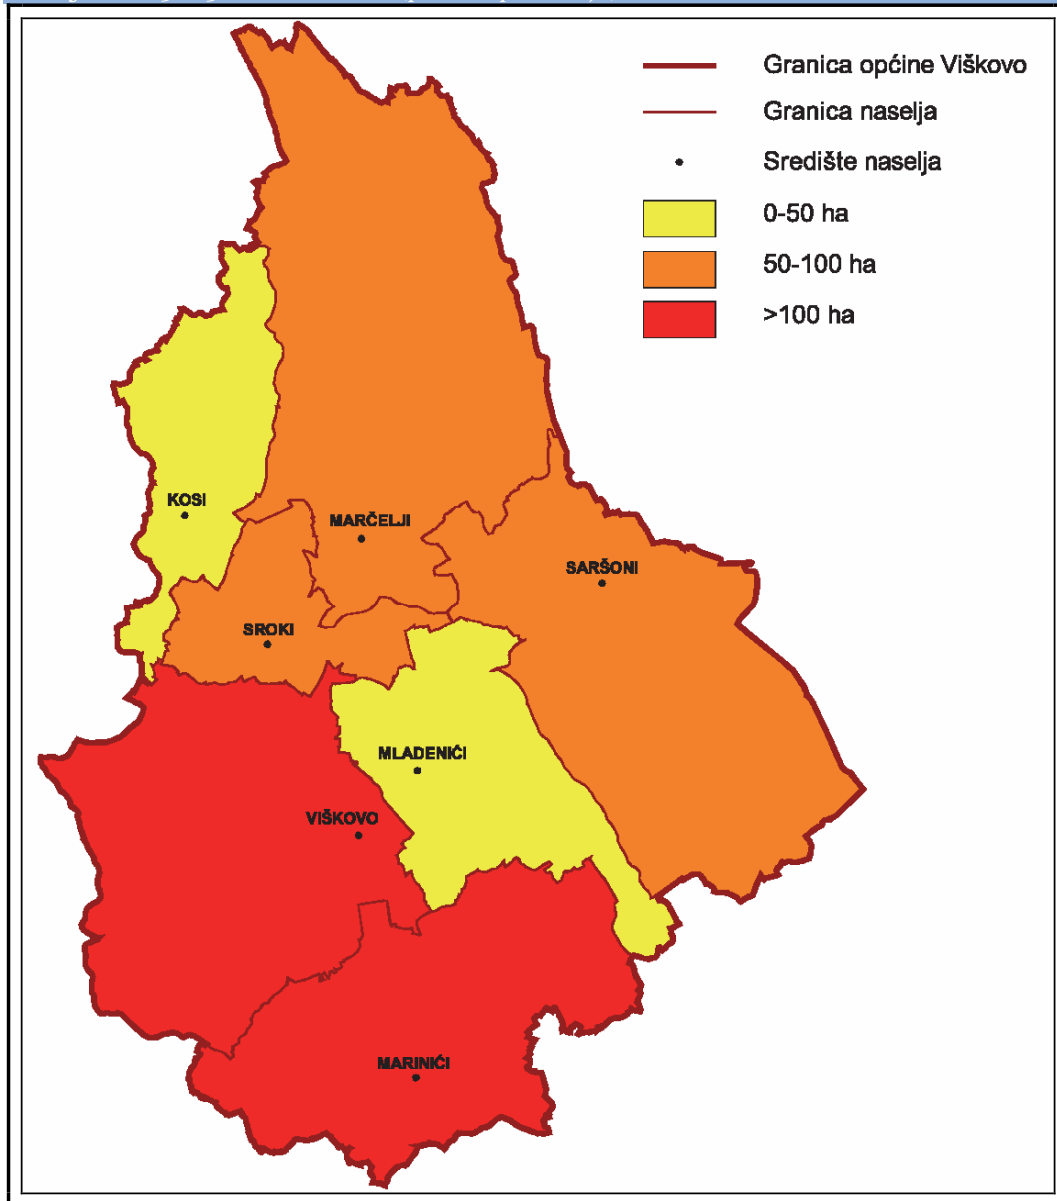 Granica općine Viškovo
Granica naselja
Središte naselja
0-50 ha
50-100 ha
>100 ha
KOSI
MARČELJI
SARŠONI
SROKI
MLADENIĆI
VIŠKOVO
MARINIĆI